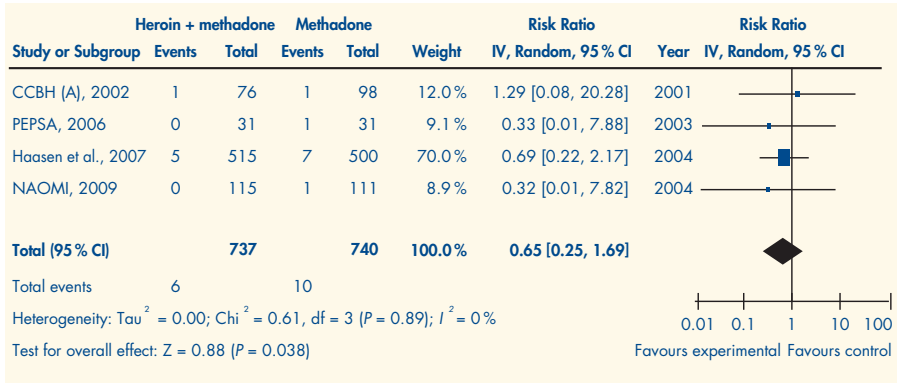 Heroin + methadone Methadone Risk Ratio Risk Ratio
Study or Subgroup Events Total Events Total Weight IV, Random, 95 % CI Year IV, Random, 95 % CI
CCBH (A), 2002 1 76 1 98 12.0 % 1.29 [0.08, 20.28] 2001
PEPSA, 2006 0 31 1 31 9.1 % 0.33 [0.01, 7.88] 2003
Haasen et al., 2007 5 515 7 500 70.0 % 0.69 [0.22, 2.17] 2004
NAOMI, 2009 0 115 1 111 8.9 % 0.32 [0.01, 7.82] 2004
Total (95 % CI) 737 740 100.0 % 0.65 [0.25, 1.69]
Total events 6 10
Heterogeneity: Tau² = 0.00; Chi² = 0.61, df = 3 (P = 0.89); I² = 0 %
Test for overall effect: Z = 0.88 (P = 0.038)
0.01 0.1 1 10 100
Favours experimental Favours control